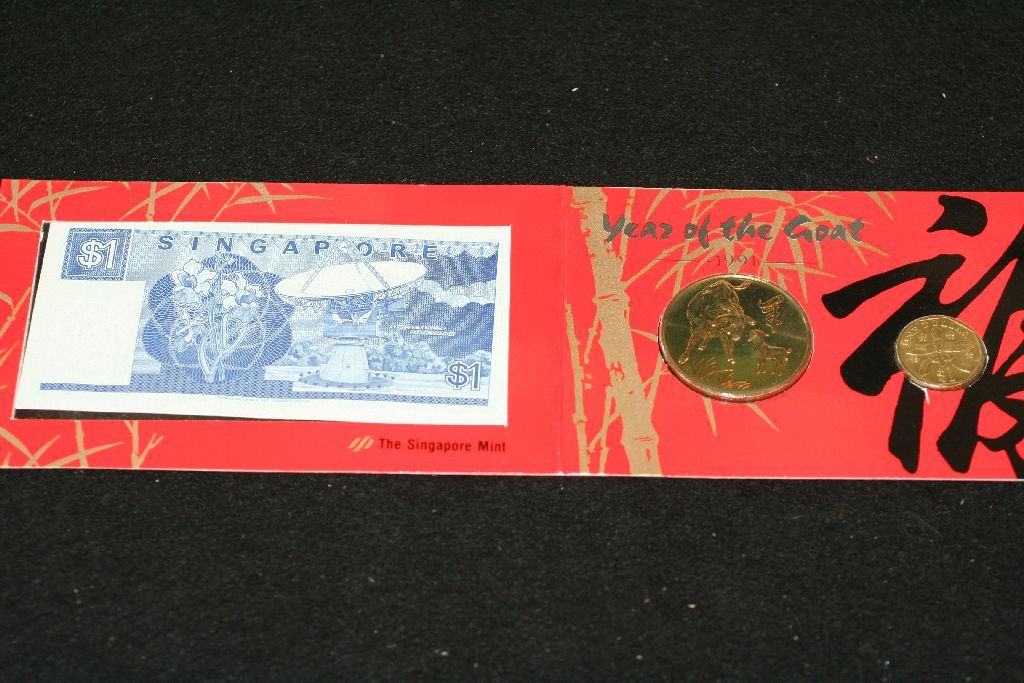 $1
SINGAPORE
$1
The Singapore Mint
Year of the Goat
1991
福